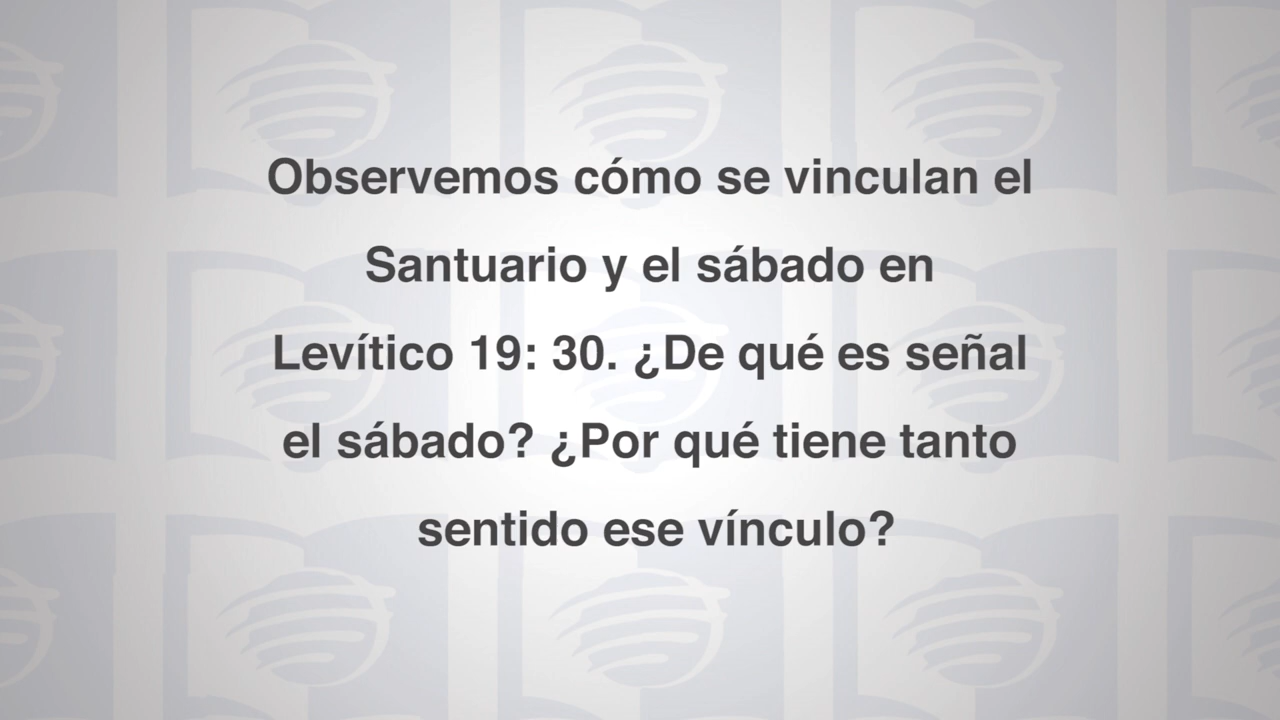 Observemos cómo se vinculan el
Santuario y el sábado en
Levítico 19: 30. ¿De qué es señal
el sábado? ¿Por qué tiene tanto
sentido ese vínculo?